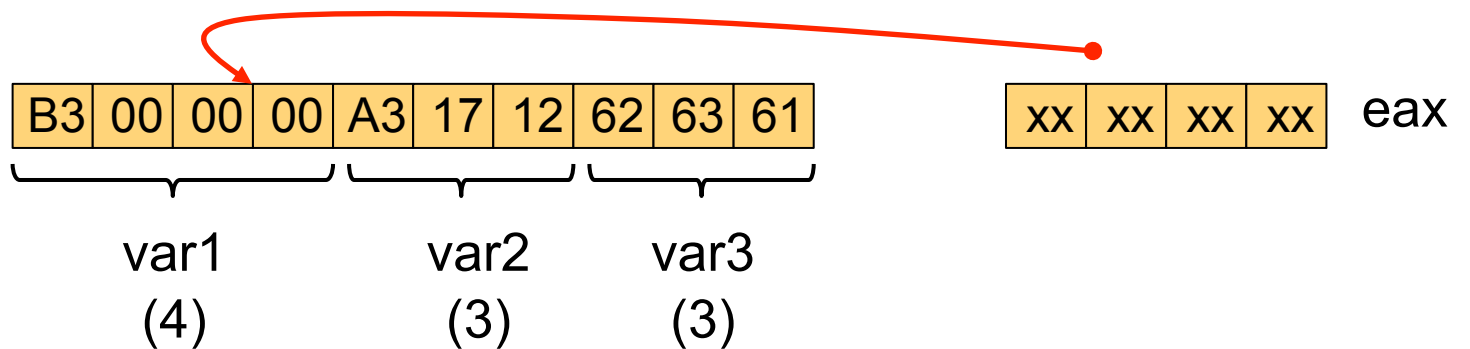 B3 00 00 00 A3 17 12 62 63 61 xx xx xx xx eax
var1 var2 var3
(4) (3) (3)